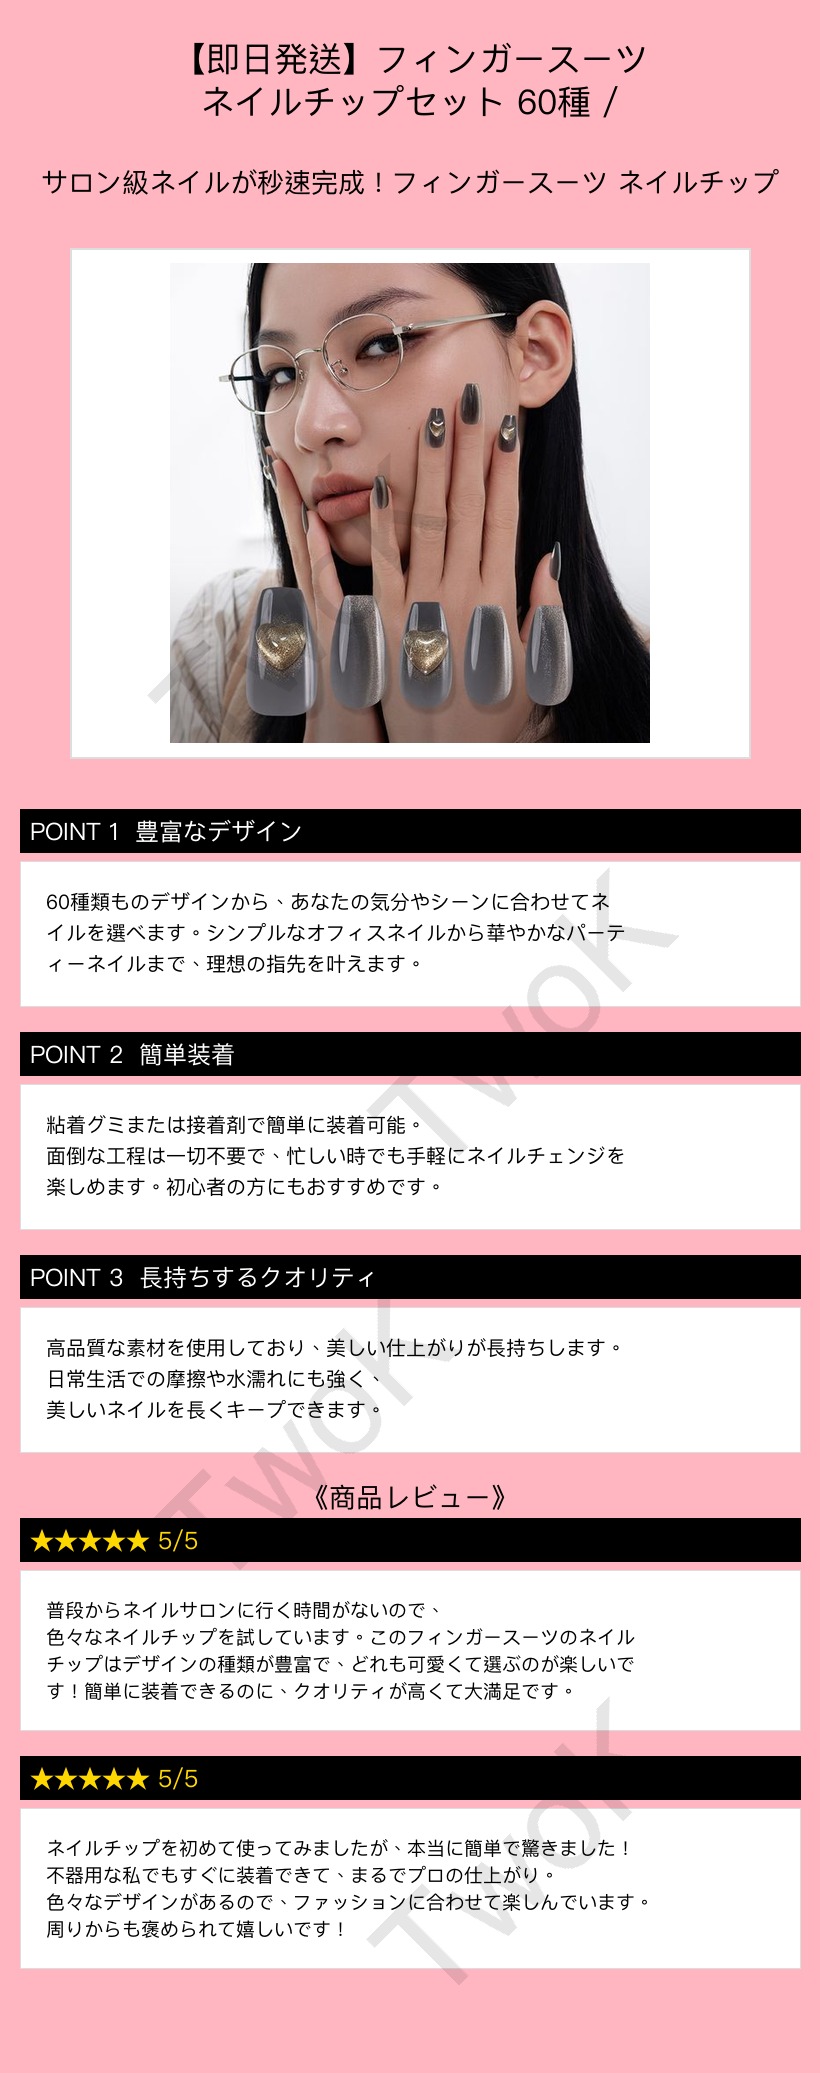 【即日発送】フィンガースーツ
ネイルチップセット 60種 /
サロン級ネイルが秒速完成！フィンガースーツ ネイルチップ
TwoK
POINT 1 豊富なデザイン
60種類ものデザインから、あなたの気分やシーンに合わせてネ
イルを選べます。シンプルなオフィスネイルから華やかなパーテ
ィーネイルまで、理想の指先を叶えます。
TwoK
POINT 2 簡単装着
粘着グミまたは接着剤で簡単に装着可能。
面倒な工程は一切不要で、忙しい時でも手軽にネイルチェンジを
楽しめます。初心者の方にもおすすめです。
POINT 3 長持ちするクオリティ
高品質な素材を使用しており、美しい仕上がりが長持ちします。
日常生活での摩擦や水濡れにも強く、
美しいネイルを長くキープできます。
TwoK
《商品レビュー》
★★★★★ 5/5
普段からネイルサロンに行く時間がないので、
色々なネイルチップを試しています。このフィンガースーツのネイル
チップはデザインの種類が豊富で、どれも可愛くて選ぶのが楽しいで
す！簡単に装着できるのに、クオリティが高くて大満足です。
★★★★★ 5/5
ネイルチップを初めて使ってみましたが、本当に簡単で驚きました！
不器用な私でもすぐに装着できて、まるでプロの仕上がり。
色々なデザインがあるので、ファッションに合わせて楽しんでいます。
周りからも褒められて嬉しいです！
TwoK